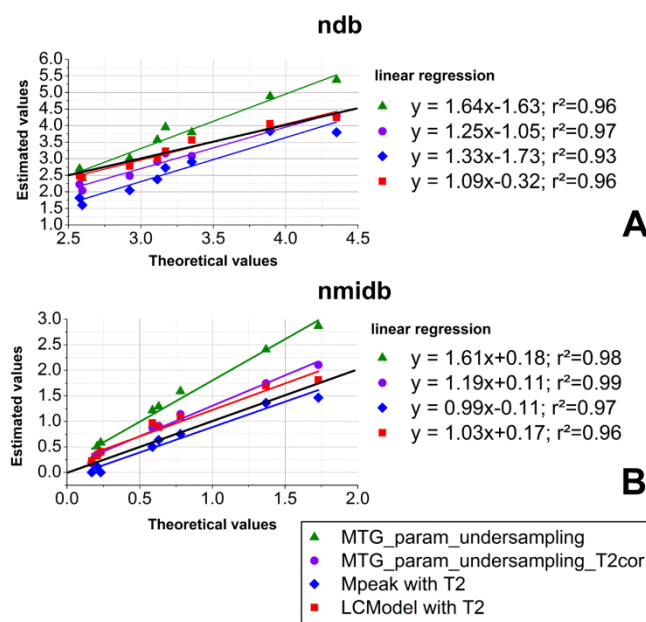 ndb
Estimated values
6.0
5.5
5.0
4.5
4.0
3.5
3.0
2.5
2.0
1.5
1.0
2.5 3.0 3.5 4.0 4.5
Theoretical values
linear regression
y = 1.64x-1.63; r²=0.96
y = 1.25x-1.05; r²=0.97
y = 1.33x-1.73; r²=0.93
y = 1.09x-0.32; r²=0.96
A
nmidb
Estimated values
3.0
2.5
2.0
1.5
1.0
0.5
0.0
0.0 0.5 1.0 1.5 2.0
Theoretical values
linear regression
y = 1.61x+0.18; r²=0.98
y = 1.19x+0.11; r²=0.99
y = 0.99x-0.11; r²=0.97
y = 1.03x+0.17; r²=0.96
B
MTG_param_undersampling
MTG_param_undersampling_T2cor
Mpeak with T2
LCModel with T2